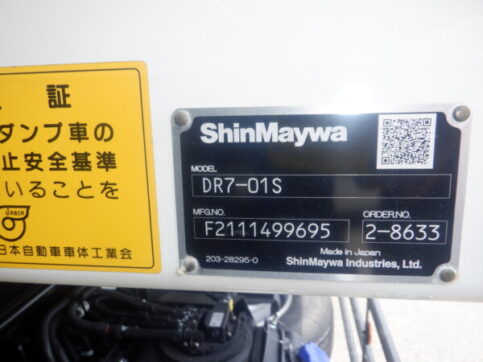 証
ダンプ車の
止安全基準
いることを
日本自動車車体工業会
ShinMaywa
MODEL
DR7-01S
MFG.NO.
F2111499695
ORDER.NO.
2-8633
Made in Japan
203-28295-0
ShinMaywa Industries, Ltd.